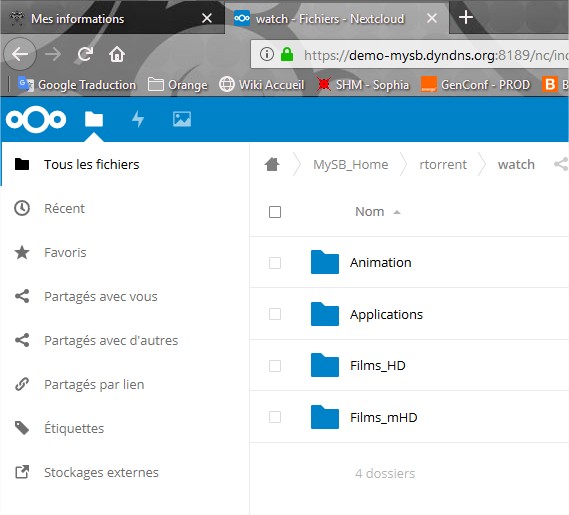 Mes informations
watch - Fichiers - Nextcloud
https://demo-mysb.dyndns.org:8189/nc/in
Google Traduction
Orange
Wiki Accueil
SHM - Sophia
GenConf - PROD
B
Tous les fichiers
MySB_Home
rtorrent
watch
Récent
Nom
Favoris
Animation
Partagés avec vous
Applications
Partagés avec d'autres
Films_HD
Partagés par lien
Films_mHD
Étiquettes
Stockages externes
4 dossiers